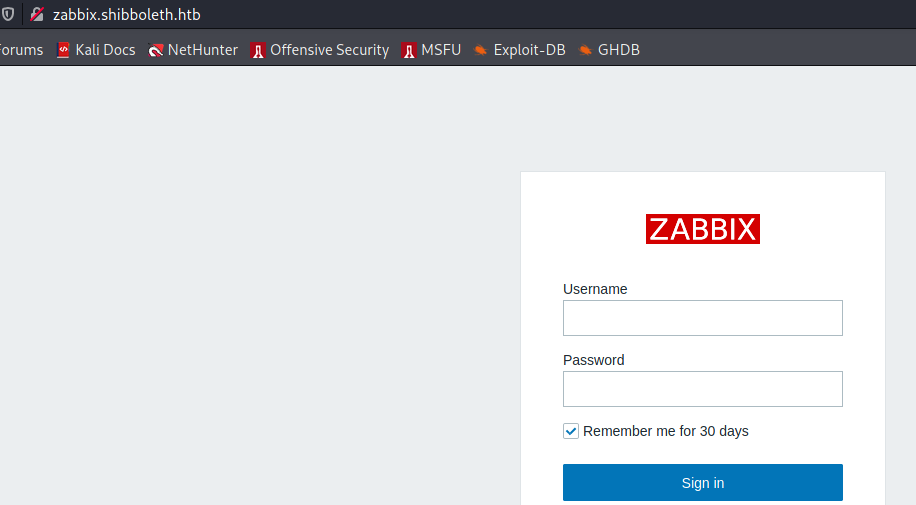 zabbix.shibboleth.htb
Forums Kali Docs NetHunter Offensive Security MSFU Exploit-DB GHDB
ZABBIX
Username
Password
Remember me for 30 days
Sign in